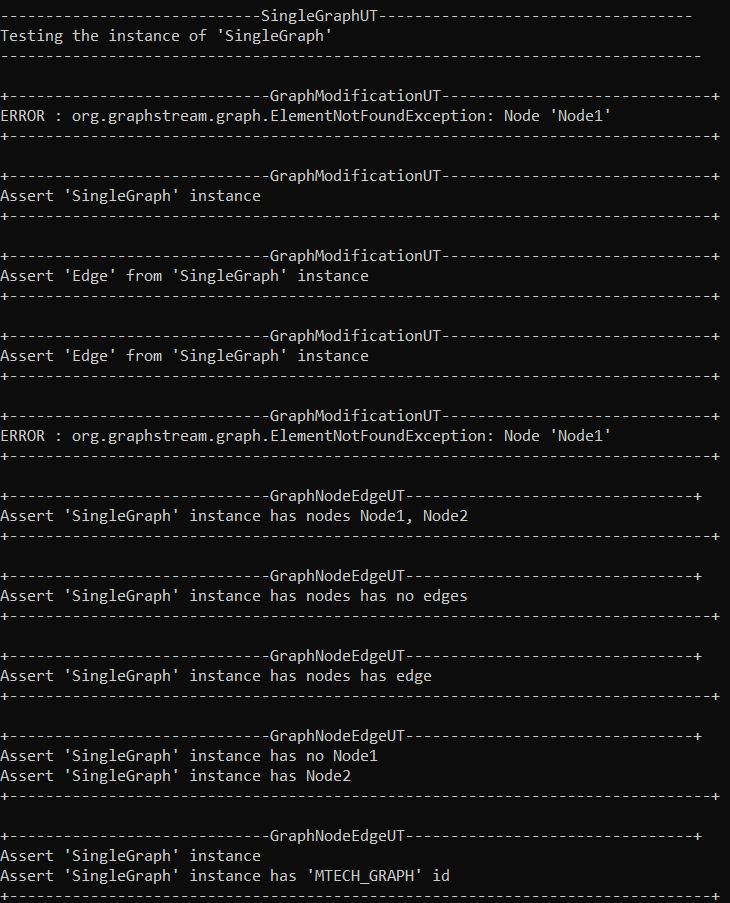 -----------------------------SingleGraphUT-----------------------------------
Testing the instance of 'SingleGraph'
------------------------------------------------------------------------------
+-----------------------------GraphModificationUT------------------------------+
ERROR : org.graphstream.graph.ElementNotFoundException: Node 'Node1'
+------------------------------------------------------------------------------+
+-----------------------------GraphModificationUT------------------------------+
Assert 'SingleGraph' instance
+------------------------------------------------------------------------------+
+-----------------------------GraphModificationUT------------------------------+
Assert 'Edge' from 'SingleGraph' instance
+------------------------------------------------------------------------------+
+-----------------------------GraphModificationUT------------------------------+
Assert 'Edge' from 'SingleGraph' instance
+------------------------------------------------------------------------------+
+-----------------------------GraphModificationUT------------------------------+
ERROR : org.graphstream.graph.ElementNotFoundException: Node 'Node1'
+------------------------------------------------------------------------------+
+-----------------------------GraphNodeEdgeUT--------------------------------+
Assert 'SingleGraph' instance has nodes Node1, Node2
+------------------------------------------------------------------------------+
+-----------------------------GraphNodeEdgeUT--------------------------------+
Assert 'SingleGraph' instance has nodes has no edges
+------------------------------------------------------------------------------+
+-----------------------------GraphNodeEdgeUT--------------------------------+
Assert 'SingleGraph' instance has nodes has edge
+------------------------------------------------------------------------------+
+-----------------------------GraphNodeEdgeUT--------------------------------+
Assert 'SingleGraph' instance has no Node1
Assert 'SingleGraph' instance has Node2
+------------------------------------------------------------------------------+
+-----------------------------GraphNodeEdgeUT--------------------------------+
Assert 'SingleGraph' instance
Assert 'SingleGraph' instance has 'MTECH_GRAPH' id
+------------------------------------------------------------------------------+